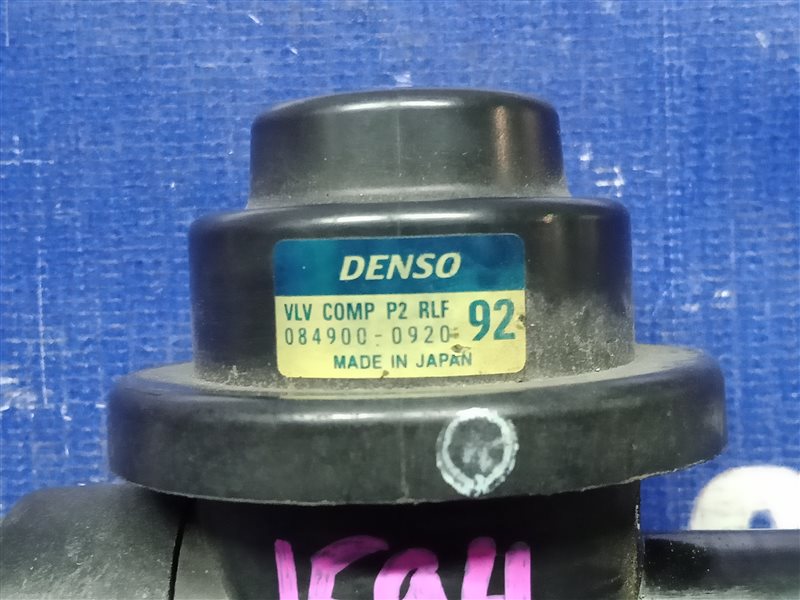 DENSO
VLV COMP P2 RLF 92
084900-0920
MADE IN JAPAN